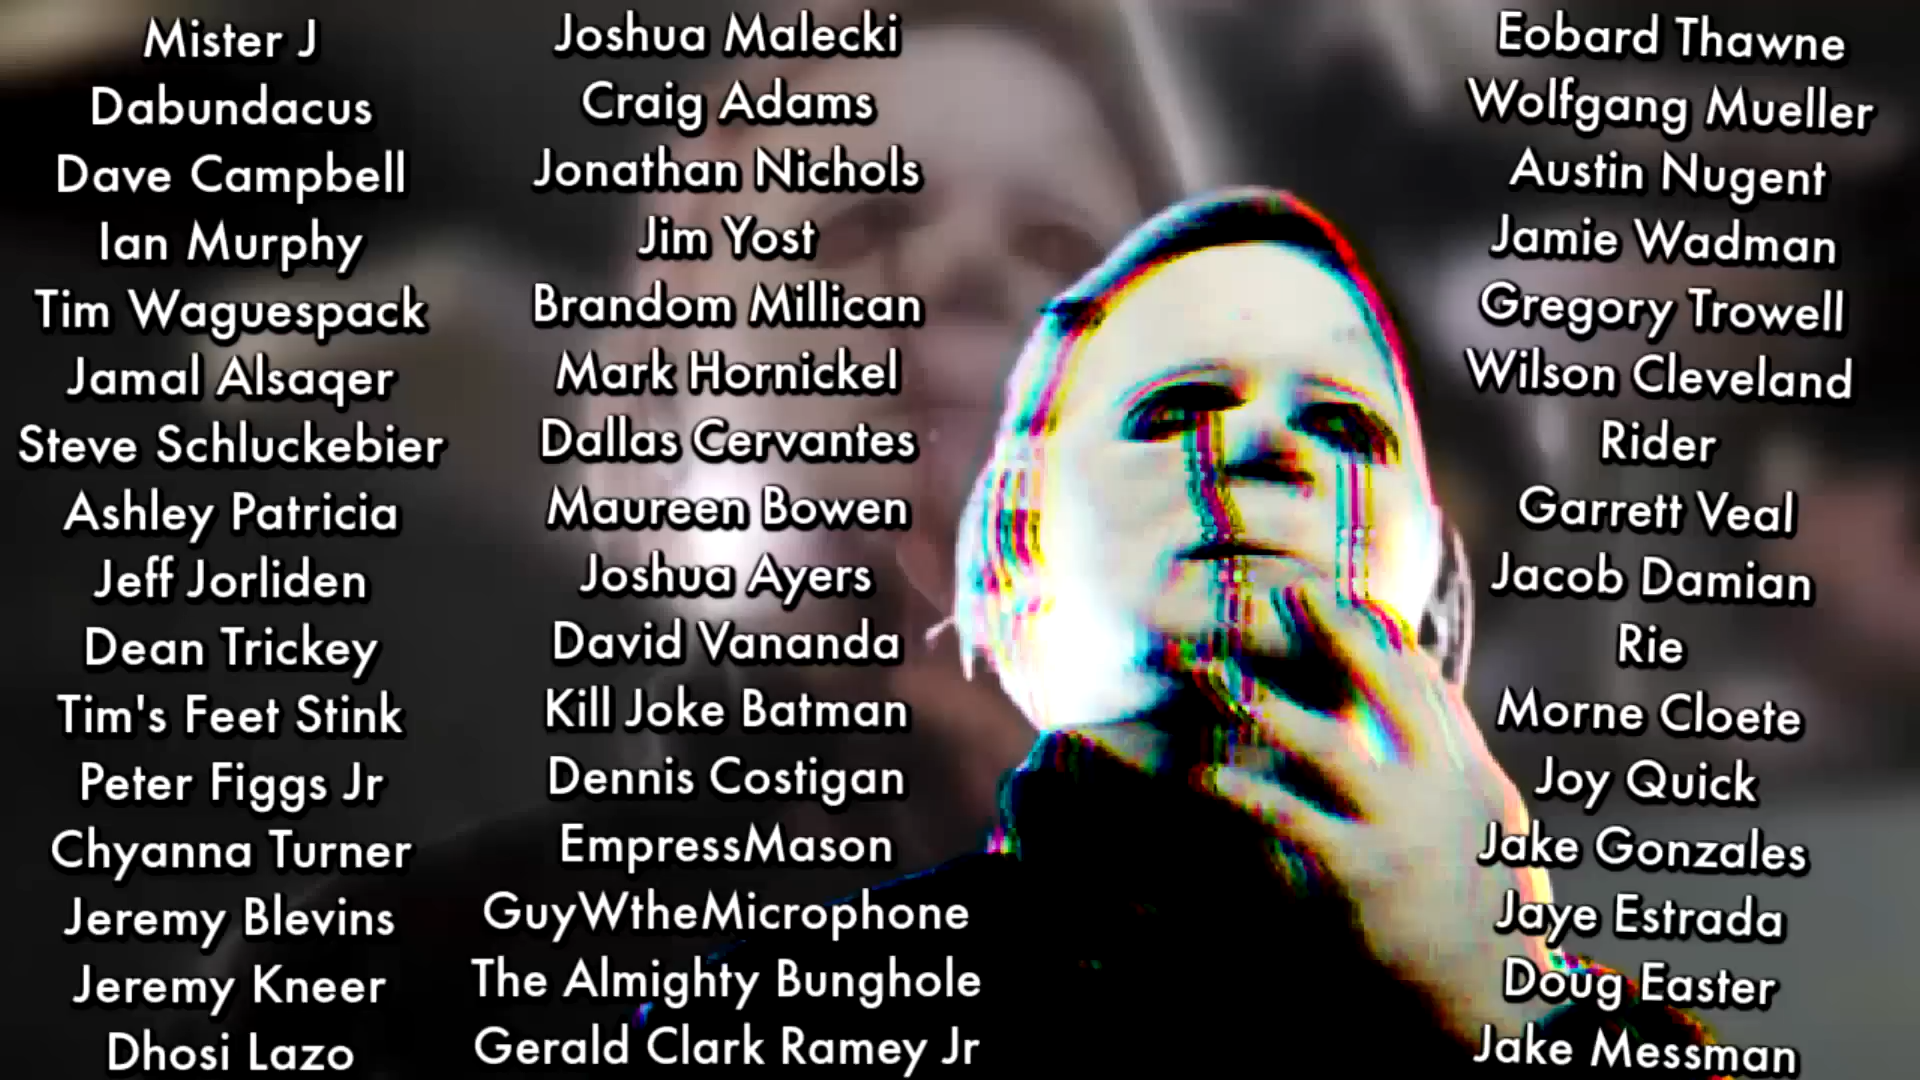 Mister J
Dabundacus
Dave Campbell
Ian Murphy
Tim Waguespack
Jamal Alsaqer
Steve Schluckebier
Ashley Patricia
Jeff Jorliden
Dean Trickey
Tim's Feet Stink
Peter Figgs Jr
Chyanna Turner
Jeremy Blevins
Jeremy Kneer
Dhosi Lazo
Joshua Malecki
Craig Adams
Jonathan Nichols
Jim Yost
Brandom Millican
Mark Hornickel
Dallas Cervantes
Maureen Bowen
Joshua Ayers
David Vananda
Kill Joke Batman
Dennis Costigan
EmpressMason
GuyWtheMicrophone
The Almighty Bunghole
Gerald Clark Ramey Jr
Eobard Thawne
Wolfgang Mueller
Austin Nugent
Jamie Wadman
Gregory Trowell
Wilson Cleveland
Rider
Garrett Veal
Jacob Damian
Rie
Morne Cloete
Joy Quick
Jake Gonzales
Jaye Estrada
Doug Easter
Jake Messman